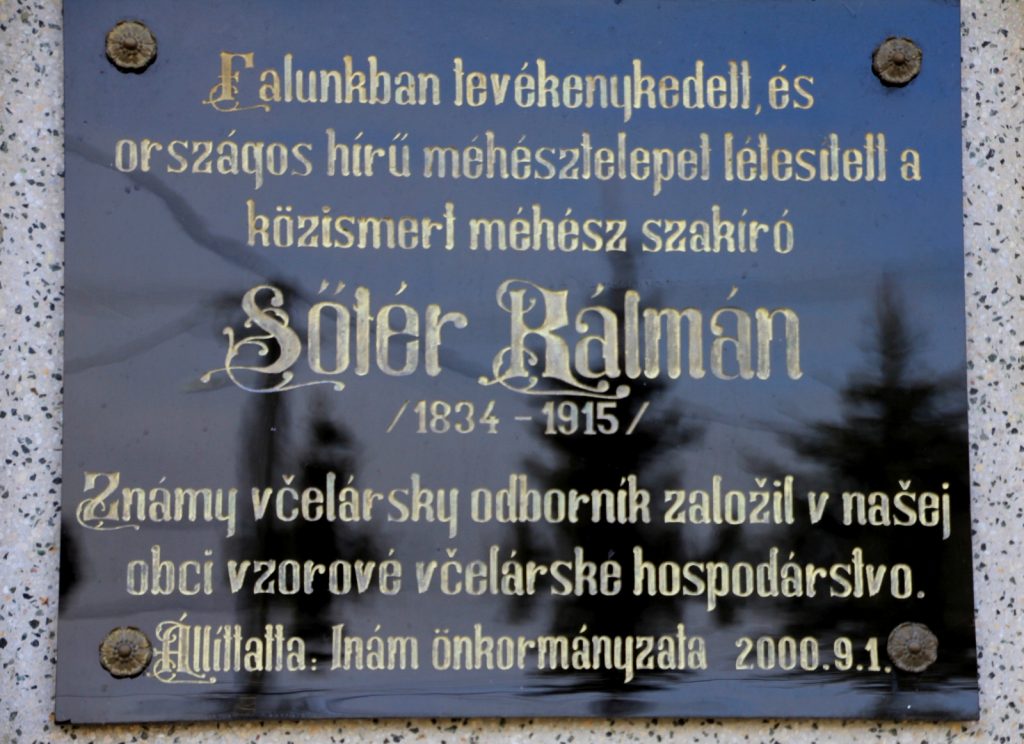 Falunkban tevékenykedett, és
országos hírű méhésztelepet létesített a
közismert méhész szakíró
Sőtér Kálmán
/1834 - 1915/
Známy včelársky odborník založil v našej
obci vzorové včelárske hospodárstvo.
Állíttatta: Inám önkormányzata 2000.9.1.